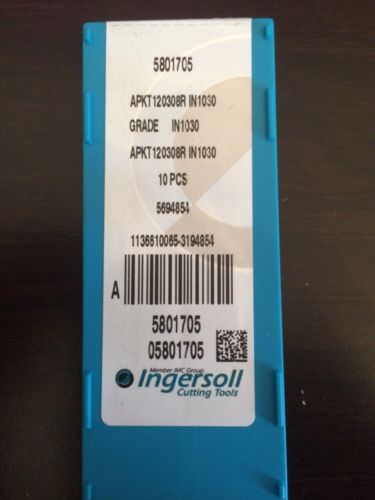 5801705
APKT120308R IN1030
GRADE IN1030
APKT120308R IN1030
10 PCS
5694854
1136610065-3194854
A
5801705
05801705
Member IMC Group
Ingersoll
Cutting Tools